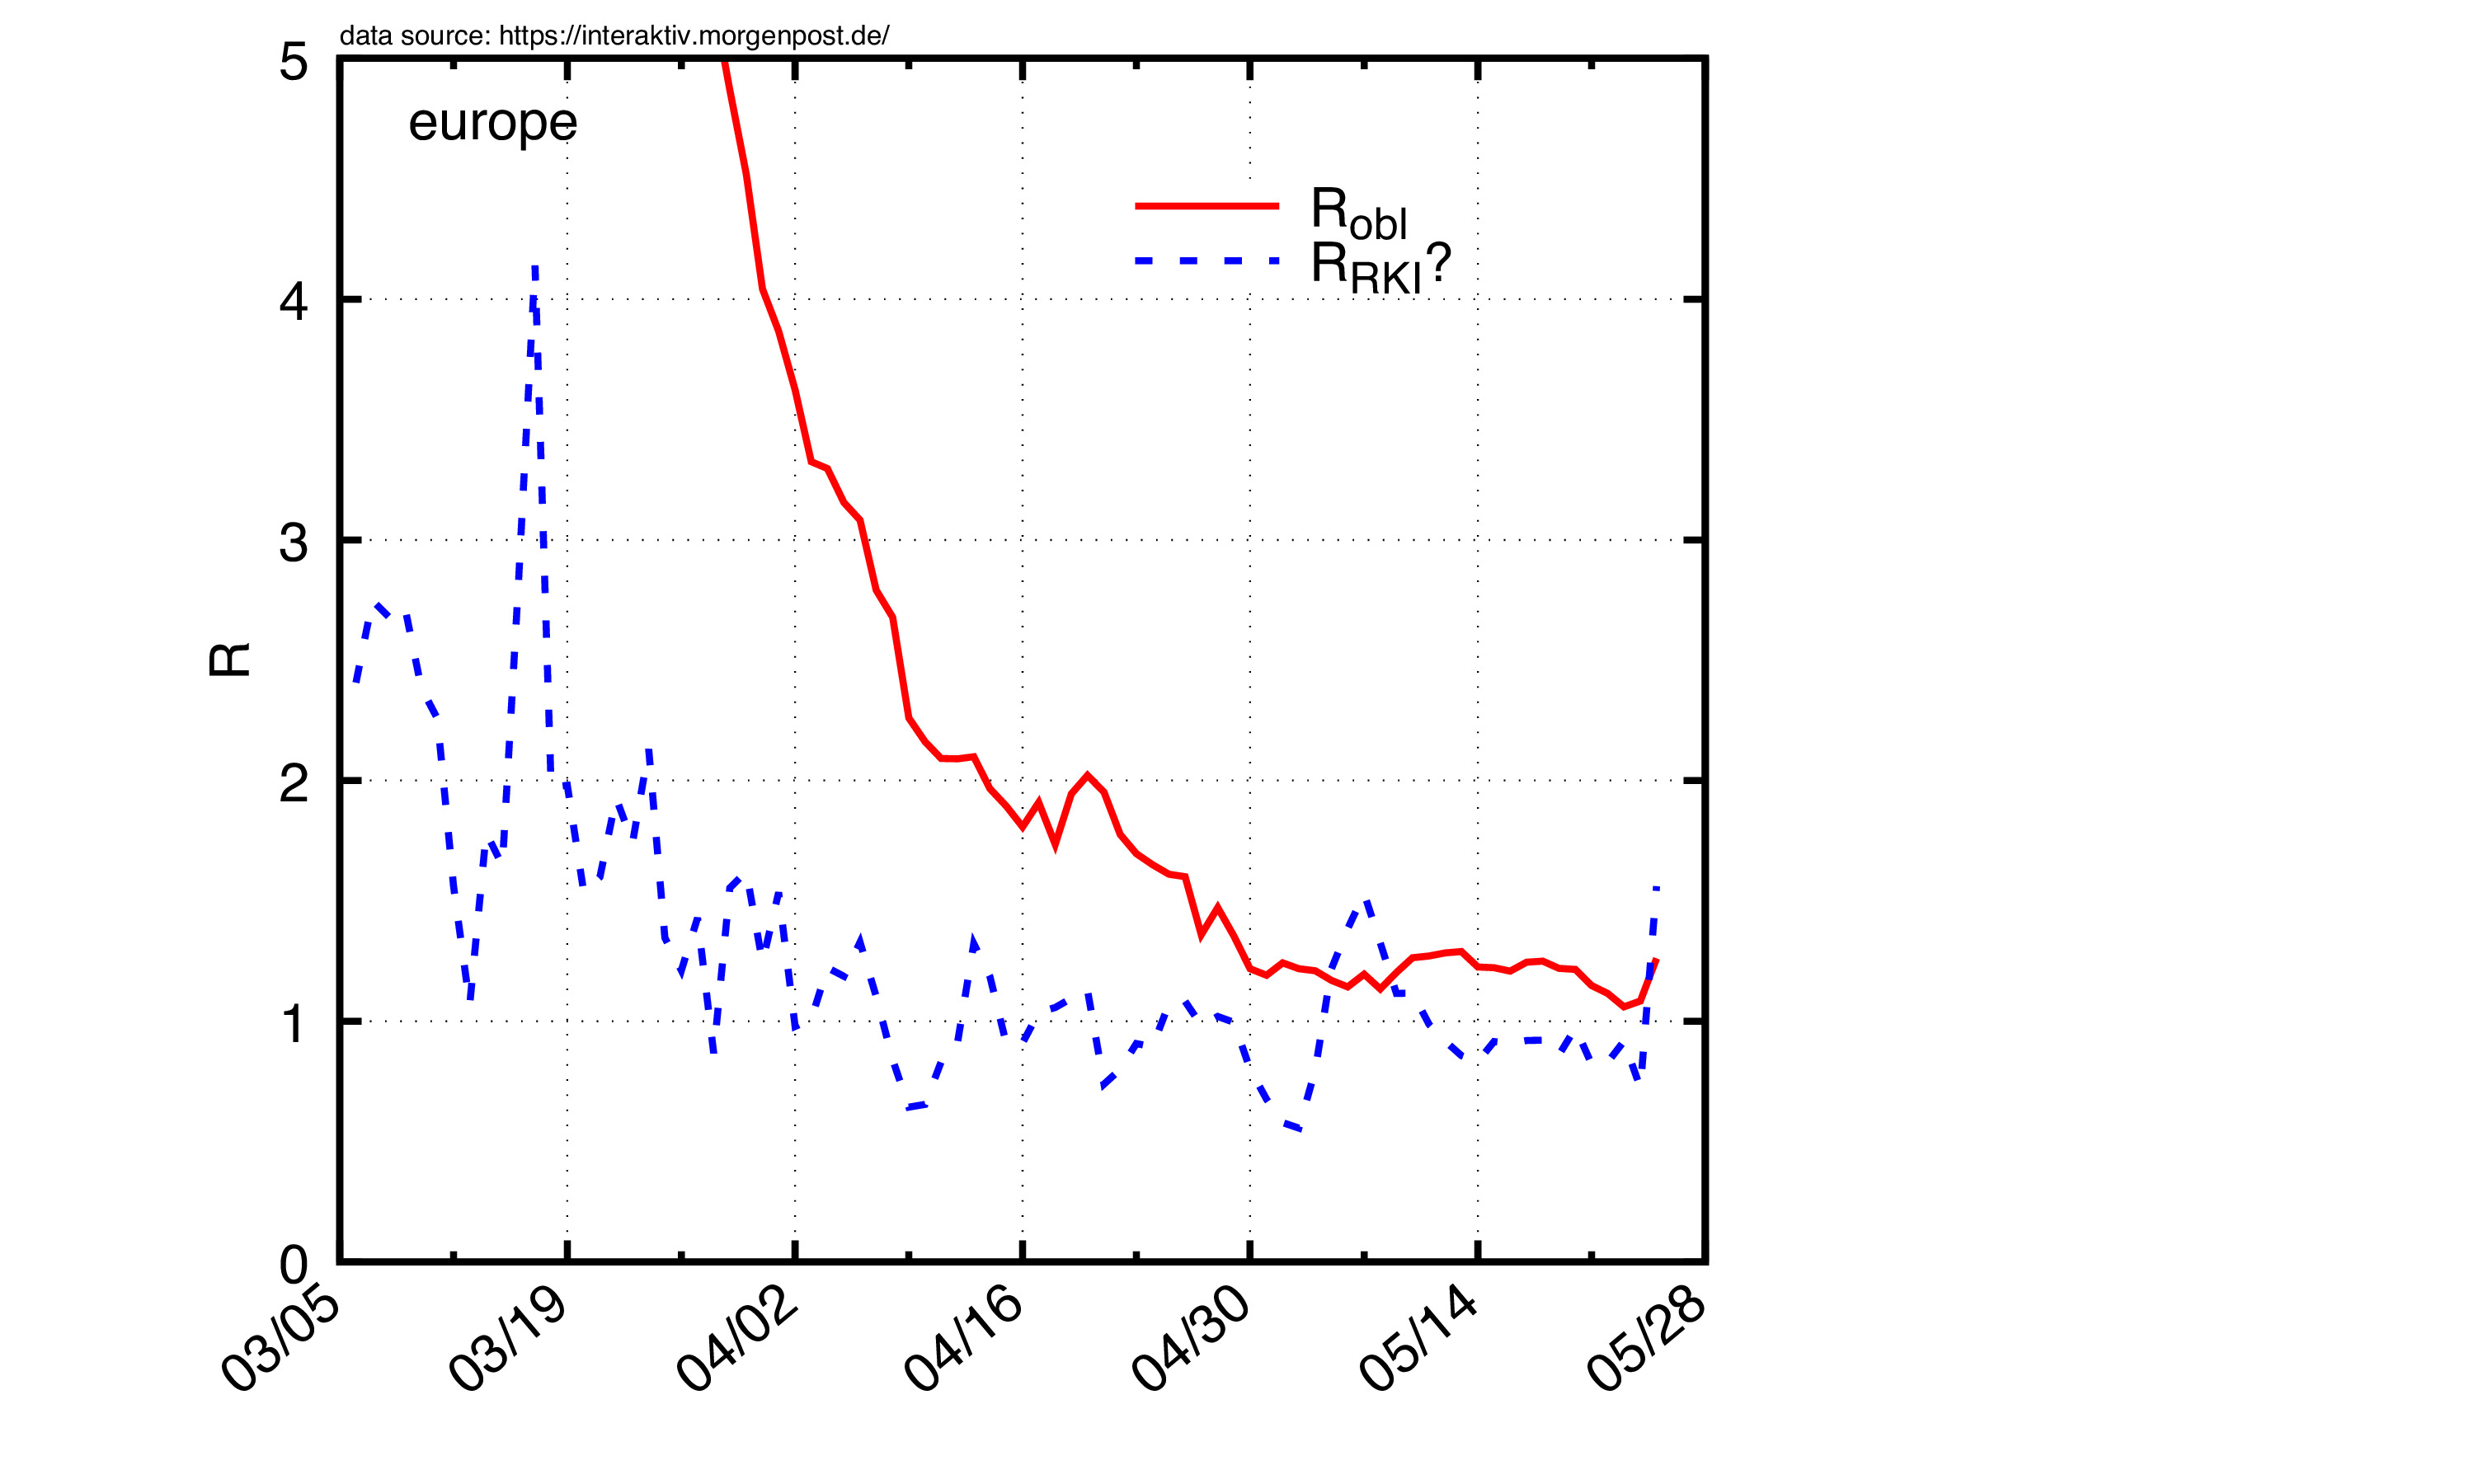 data source: https://interaktiv.morgenpost.de/
5
europe
R_obl
R_RKI?
4
3
R
2
1
0
03/05 03/19 04/02 04/16 04/30 05/14 05/28